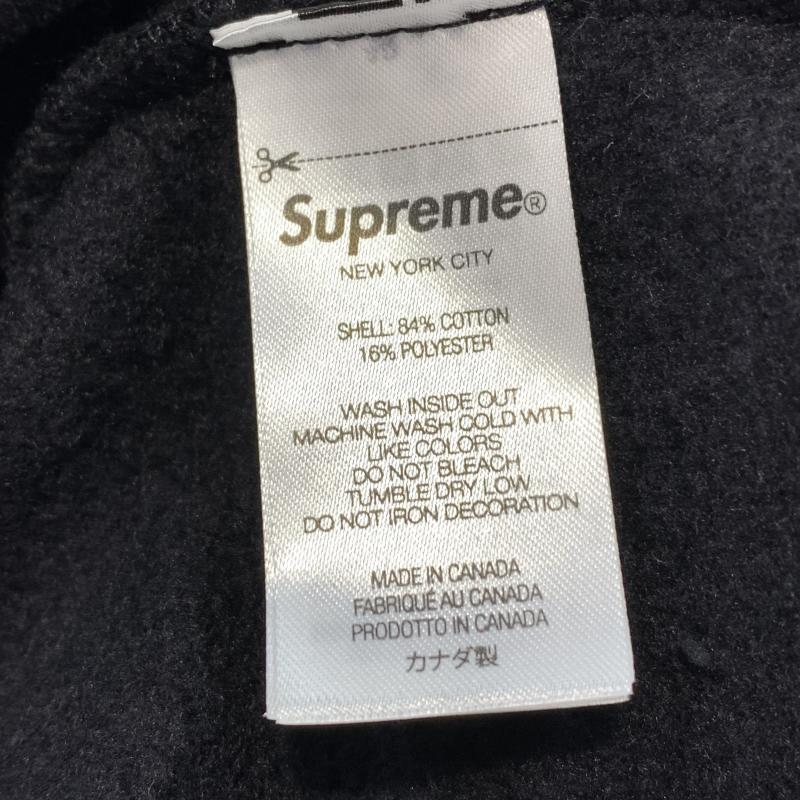 Supreme®
NEW YORK CITY
SHELL: 84% COTTON
16% POLYESTER
WASH INSIDE OUT
MACHINE WASH COLD WITH
LIKE COLORS
DO NOT BLEACH
TUMBLE DRY LOW
DO NOT IRON DECORATION
MADE IN CANADA
FABRIQUÉ AU CANADA
PRODOTTO IN CANADA
カナダ製